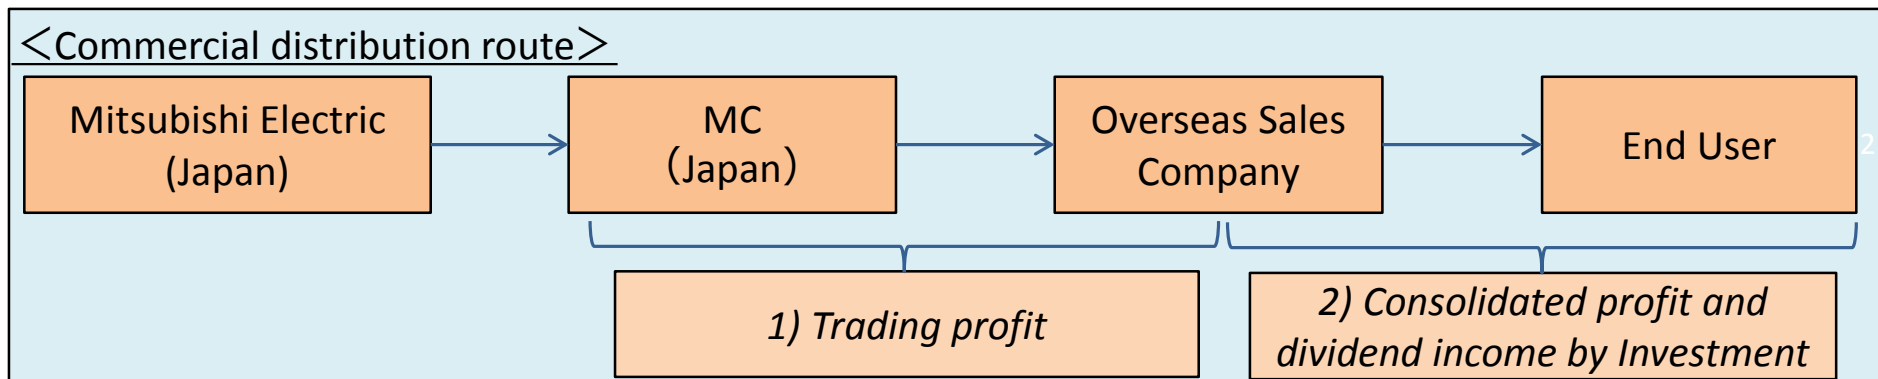 ＜Commercial distribution route＞
Mitsubishi Electric
(Japan)
MC
（Japan）
Overseas Sales
Company
End User
2
1) Trading profit
2) Consolidated profit and
dividend income by Investment